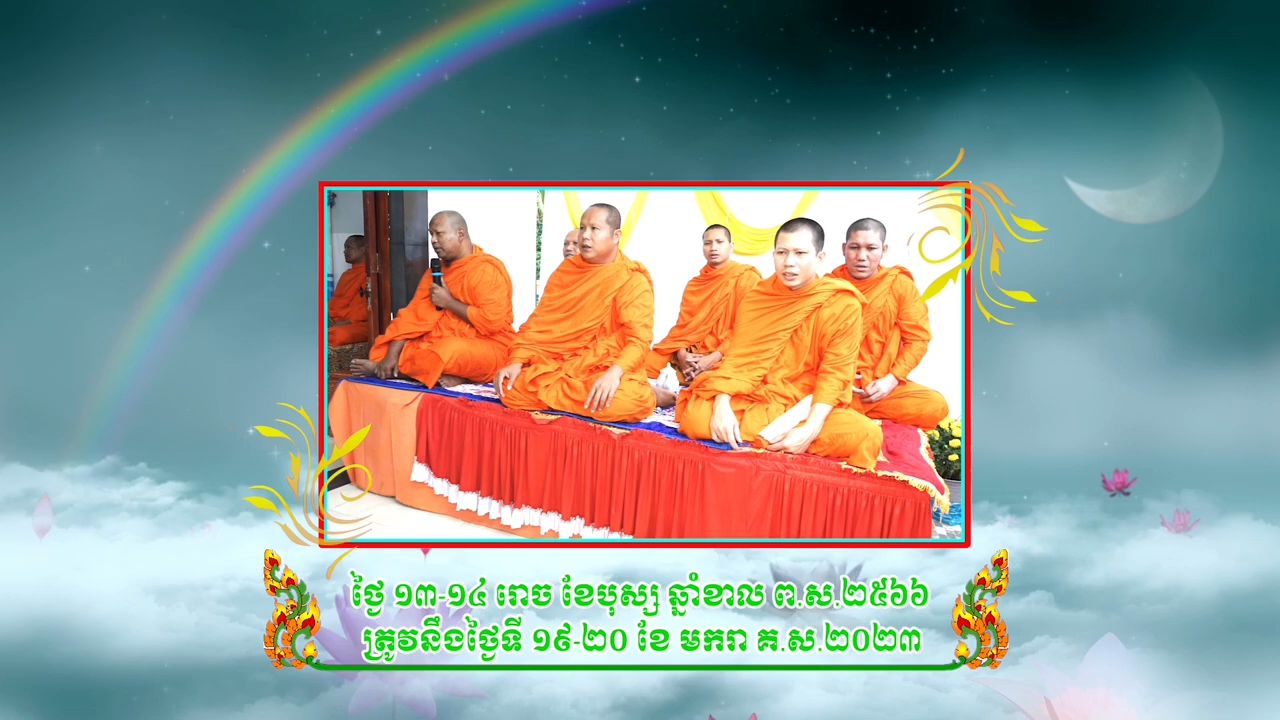 ថ្ងៃ ១៣-១៤ រោច ខែបុស្ស ឆ្នាំខាល ព.ស.២៥៦៦
ត្រូវនឹងថ្ងៃទី ១៩-២០ ខែ មករា គ.ស.២០២៣